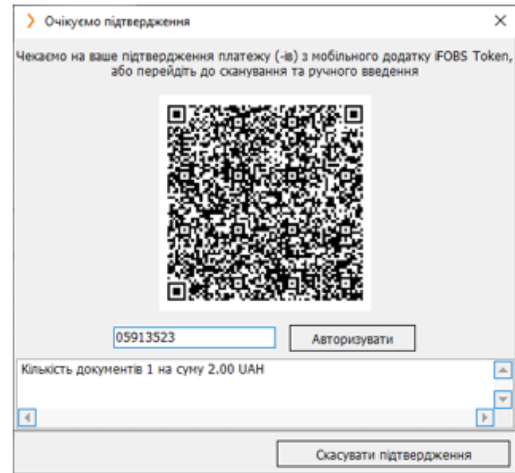 Очікуємо підтвердження
Чекаємо на ваше підтвердження платежу (-ів) з мобільного додатку iFOBS Token,
або перейдіть до сканування та ручного введення
05913523
Авторизувати
Кількість документів 1 на суму 2.00 UAH
Скасувати підтвердження